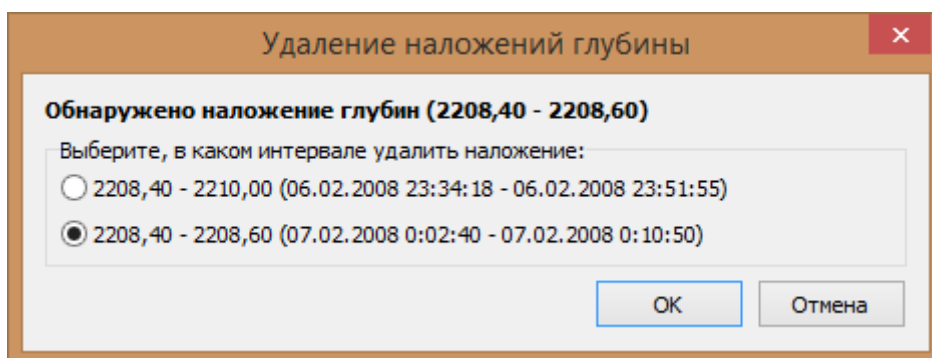 Удаление наложений глубины
Обнаружено наложение глубин (2208,40 - 2208,60)
Выберите, в каком интервале удалить наложение:
2208,40 - 2210,00 (06.02.2008 23:34:18 - 06.02.2008 23:51:55)
2208,40 - 2208,60 (07.02.2008 0:02:40 - 07.02.2008 0:10:50)
ОК Отмена